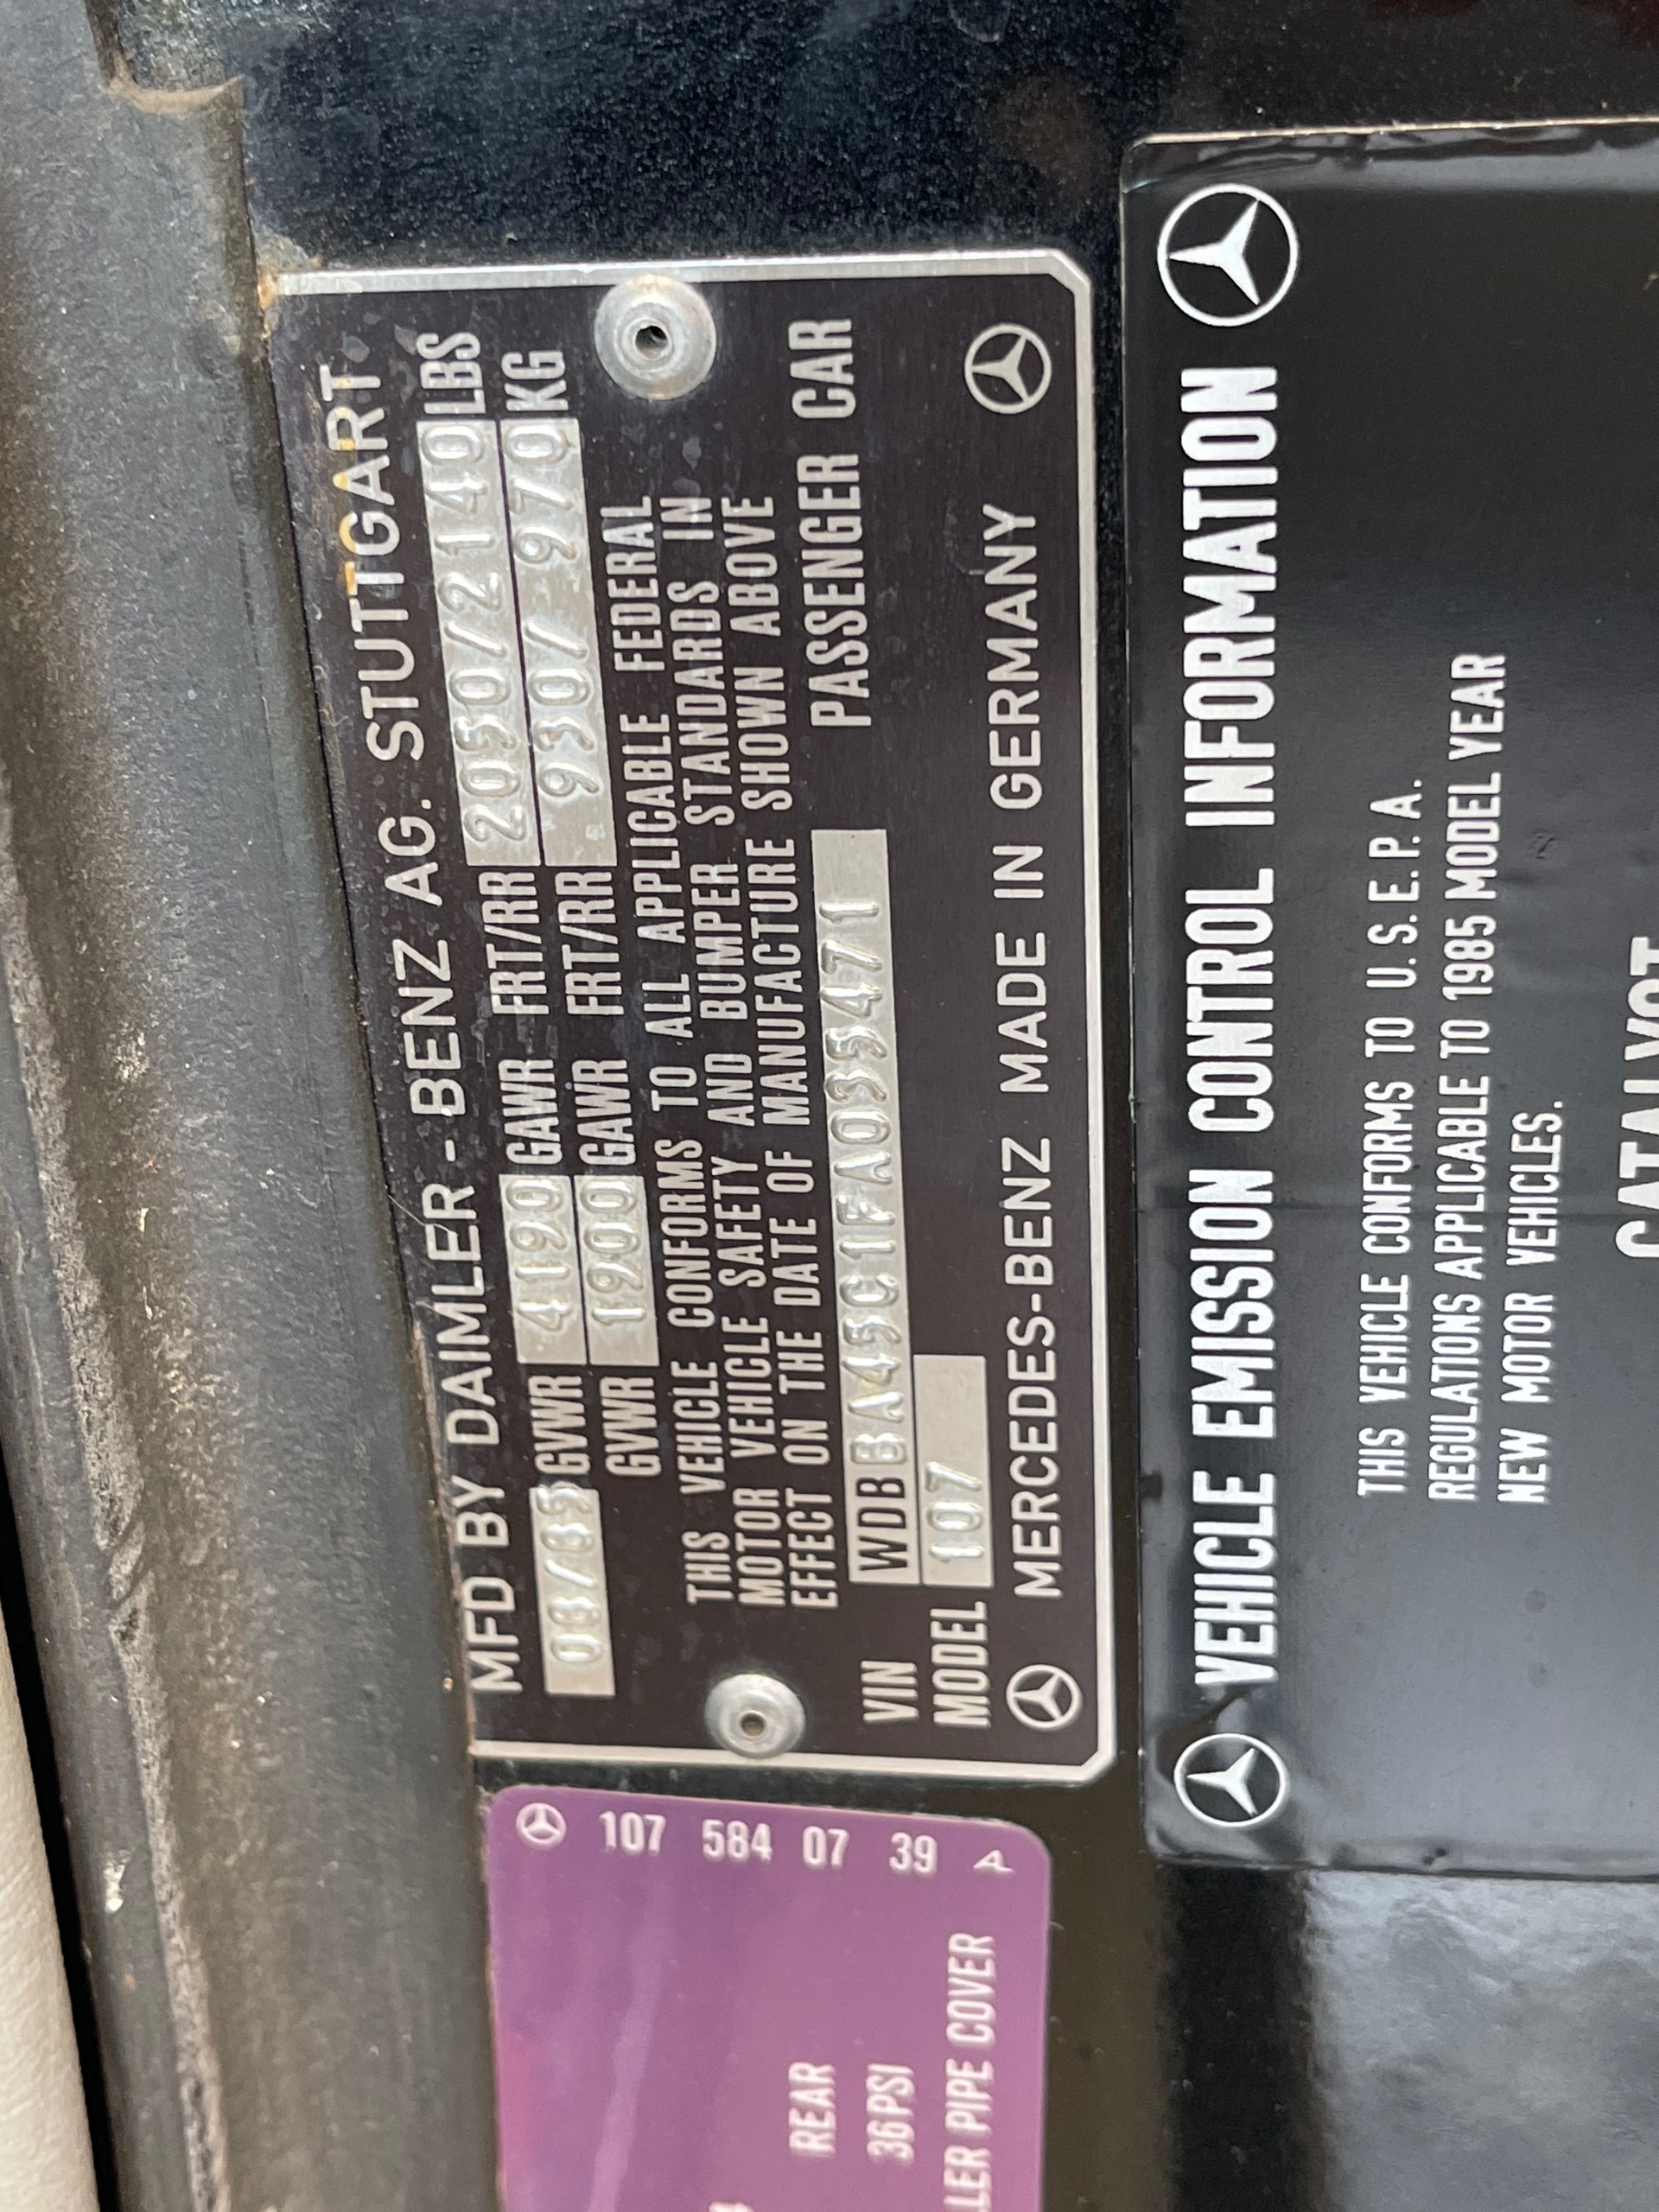 MFD BY DAIMLER-BENZ AG. STUTTGART
03/85 GVWR 4190 GAWR FRT/RR 2050/2140 LBS
GVWR 1900 GAWR FRT/RR 930/ 970 KG
THIS VEHICLE CONFORMS TO ALL APPLICABLE FEDERAL
MOTOR VEHICLE SAFETY AND BUMPER STANDARDS IN
EFFECT ON THE DATE OF MANUFACTURE SHOWN ABOVE
VIN WDBBA45C1FA035471 PASSENGER CAR
MODEL 107
MERCEDES-BENZ MADE IN GERMANY
VEHICLE EMISSION CONTROL INFORMATION
THIS VEHICLE CONFORMS TO U.S.E.P.A.
REGULATIONS APPLICABLE TO 1985 MODEL YEAR
NEW MOTOR VEHICLES.
CATALYST
107 584 07 39 A
REAR
36PSI
PIPE COVER